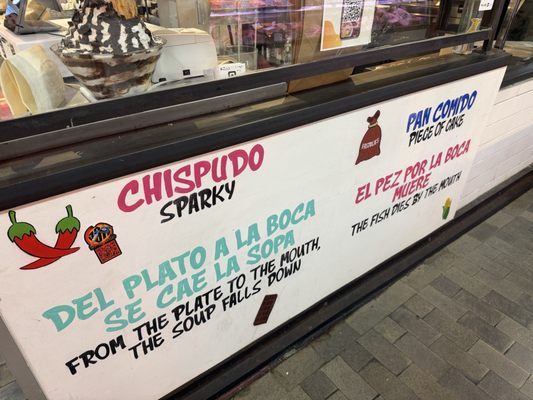 CHISPUDO
SPARKY
DEL PLATO A LA BOCA
SE CAE LA SOPA
FROM THE PLATE TO THE MOUTH,
THE SOUP FALLS DOWN
FRIJOLES
PAN COMIDO
PIECE OF CAKE
EL PEZ POR LA BOCA
MUERE
THE FISH DIES BY THE MOUTH